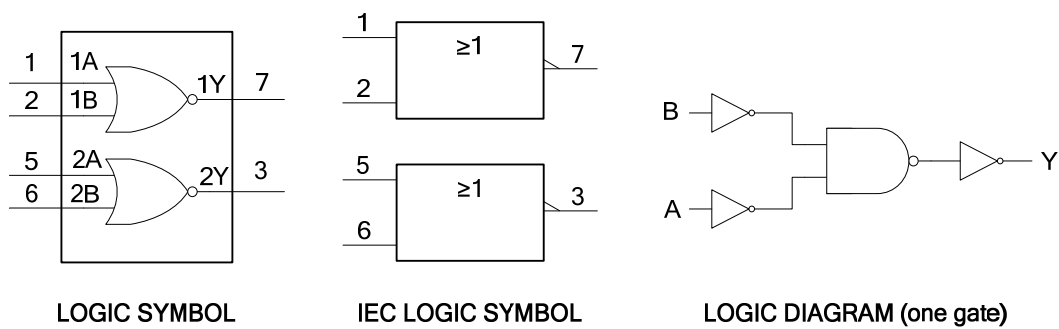 1 1A 1Y 7
2 1B
5 2A 2Y 3
6 2B
LOGIC SYMBOL
1 ≥1 7
2
5 ≥1 3
6
IEC LOGIC SYMBOL
B
A
Y
LOGIC DIAGRAM (one gate)